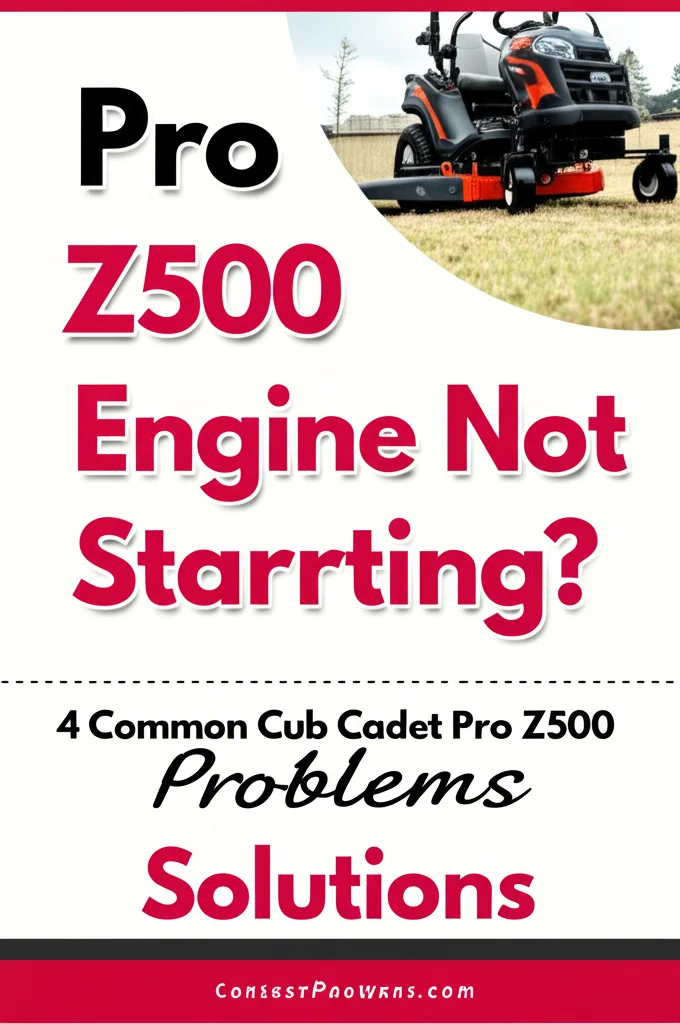 Pro
Z500
Engine Not
Starrting?
4 Common Cub Cadet Pro Z500
Problems
Solutions